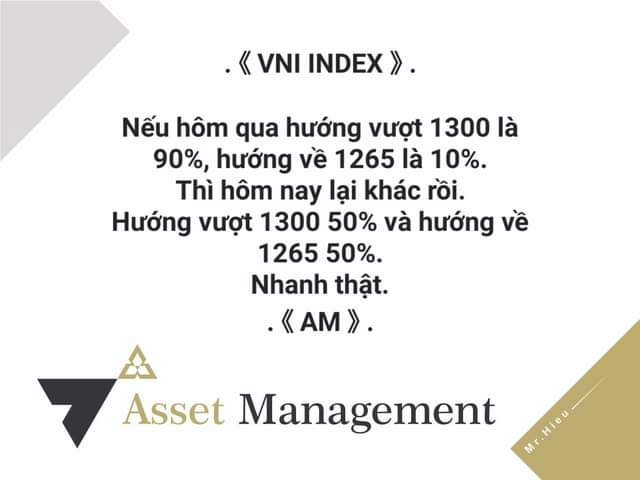 .《 VNI INDEX 》.
Nếu hôm qua hướng vượt 1300 là
90%, hướng về 1265 là 10%.
Thì hôm nay lại khác rồi.
Hướng vượt 1300 50% và hướng về
1265 50%.
Nhanh thật.
.《 AM 》.
Asset Management
Mr.Hieu